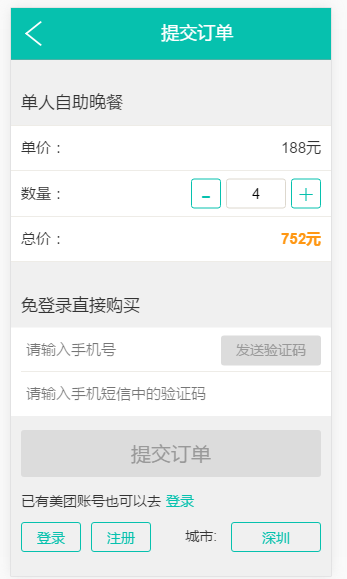 提交订单
单人自助晚餐
单价： 188元
数量： - 4 +
总价： 752元
免登录直接购买
请输入手机号 发送验证码
请输入手机短信中的验证码
提交订单
已有美团账号也可以去 登录
登录 注册 城市: 深圳